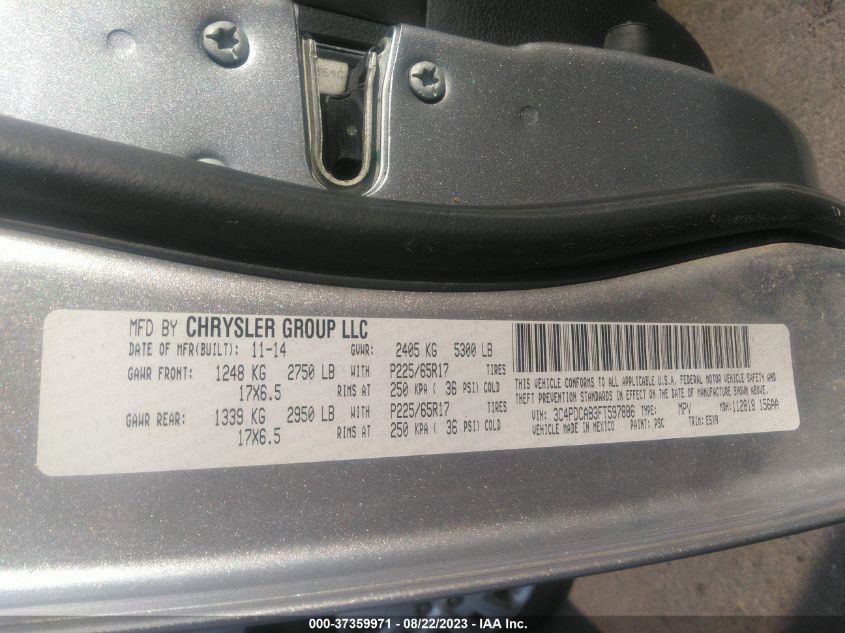 MFD BY CHRYSLER GROUP LLC
DATE OF MFR(BUILT): 11-14 GVWR: 2405 KG 5300 LB
GAWR FRONT: 1248 KG 2750 LB WITH P225/65R17 TIRES
17X6.5 RIMS AT 250 KPA ( 36 PSI) COLD
GAWR REAR: 1339 KG 2950 LB WITH P225/65R17 TIRES
17X6.5 RIMS AT 250 KPA ( 36 PSI) COLD
THIS VEHICLE CONFORMS TO ALL APPLICABLE U.S.A. FEDERAL MOTOR VEHICLE SAFETY AND
THEFT PREVENTION STANDARDS IN EFFECT ON THE DATE OF MANUFACTURE SHOWN ABOVE.
VIN: 3C4PDCAB3FT597896 TYPE: MPV MDH: 112818 156AA
VEHICLE MADE IN MEXICO PAINT: PSC TRIM: E5X9
000-37359971 - 08/22/2023 - IAA Inc.